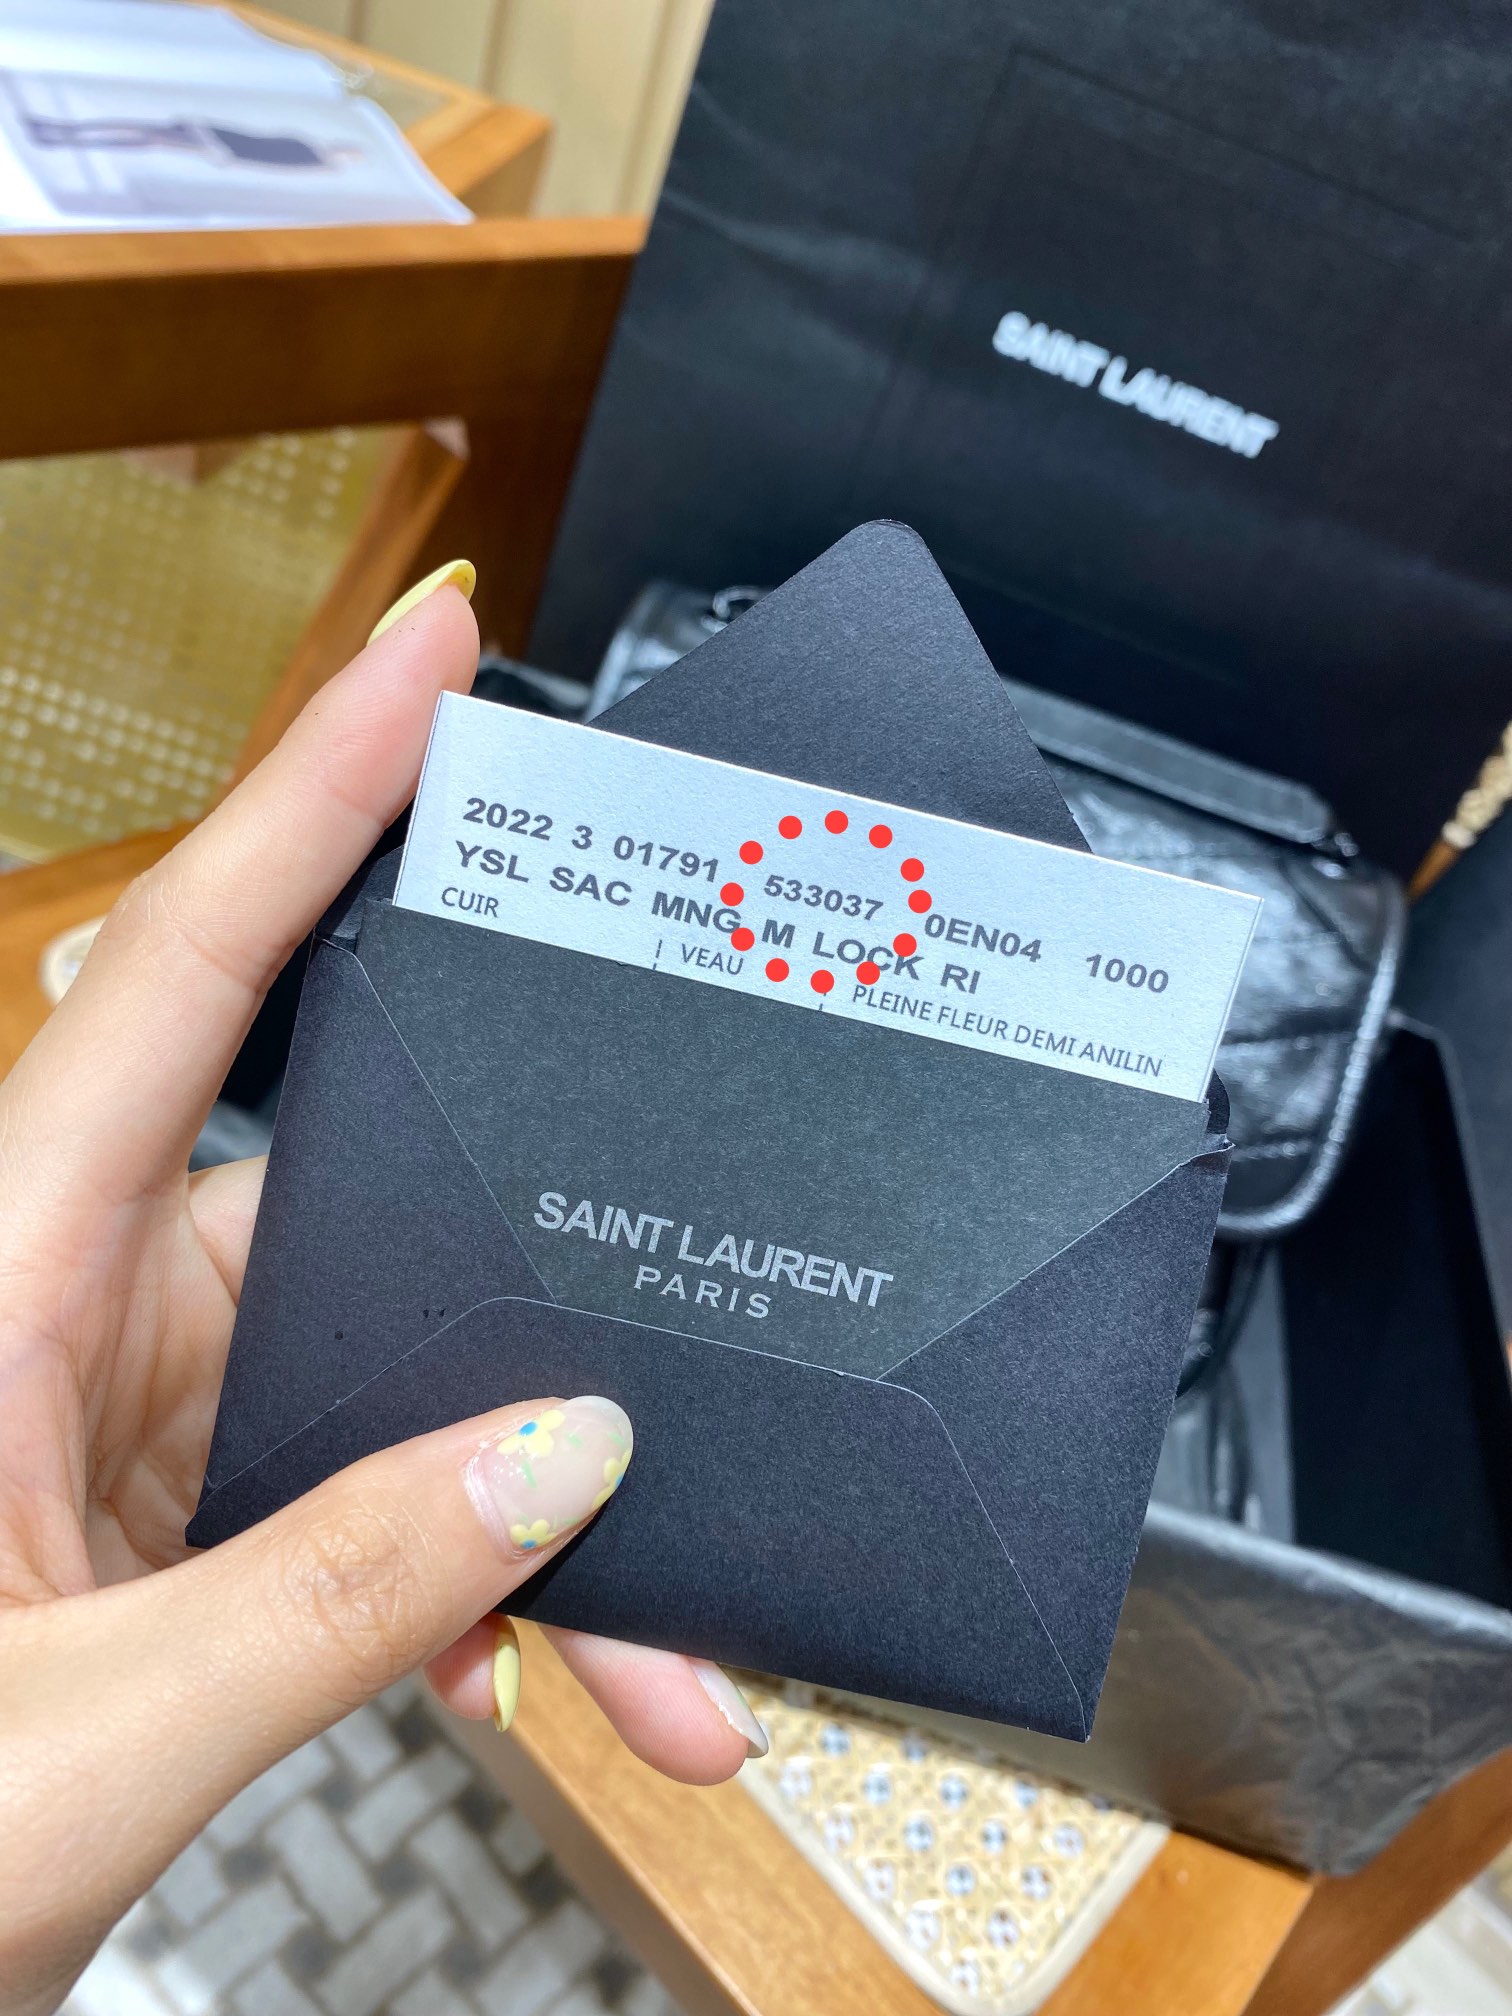 SAINT LAURENT
2022 3 01791 533037 0EN04 1000
YSL SAC MNG M LOCK RI
CUIR VEAU PLEINE FLEUR DEMI ANILIN
SAINT LAURENT
PARIS